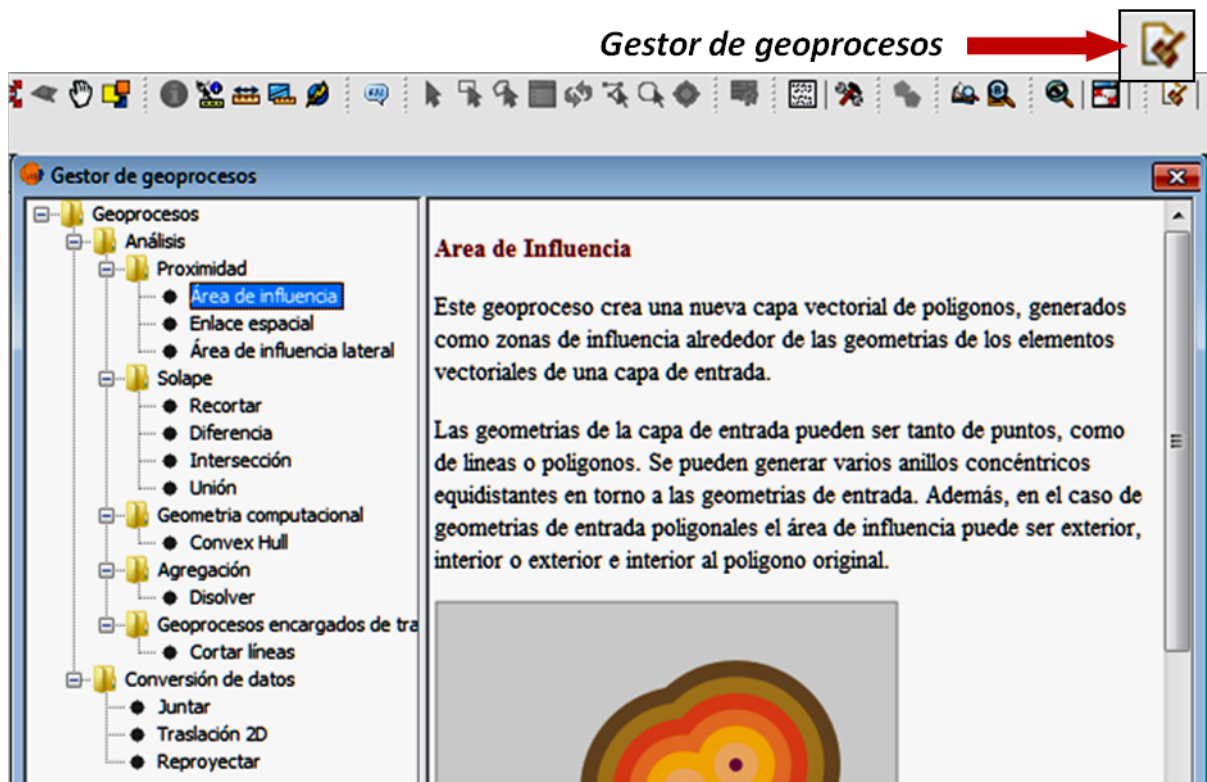 Gestor de geoprocesos
Gestor de geoprocesos
Geoprocesos
Análisis
Proximidad
Área de influencia
Enlace espacial
Área de influencia lateral
Solape
Recortar
Diferencia
Intersección
Unión
Geometria computacional
Convex Hull
Agregación
Disolver
Geoprocesos encargados de tra
Cortar líneas
Conversión de datos
Juntar
Traslación 2D
Reproyectar
Area de Influencia
Este geoproceso crea una nueva capa vectorial de poligonos, generados
como zonas de influencia alrededor de las geometrias de los elementos
vectoriales de una capa de entrada.
Las geometrias de la capa de entrada pueden ser tanto de puntos, como
de lineas o poligonos. Se pueden generar varios anillos concéntricos
equidistantes en torno a las geometrias de entrada. Además, en el caso de
geometrias de entrada poligonales el área de influencia puede ser exterior,
interior o exterior e interior al poligono original.